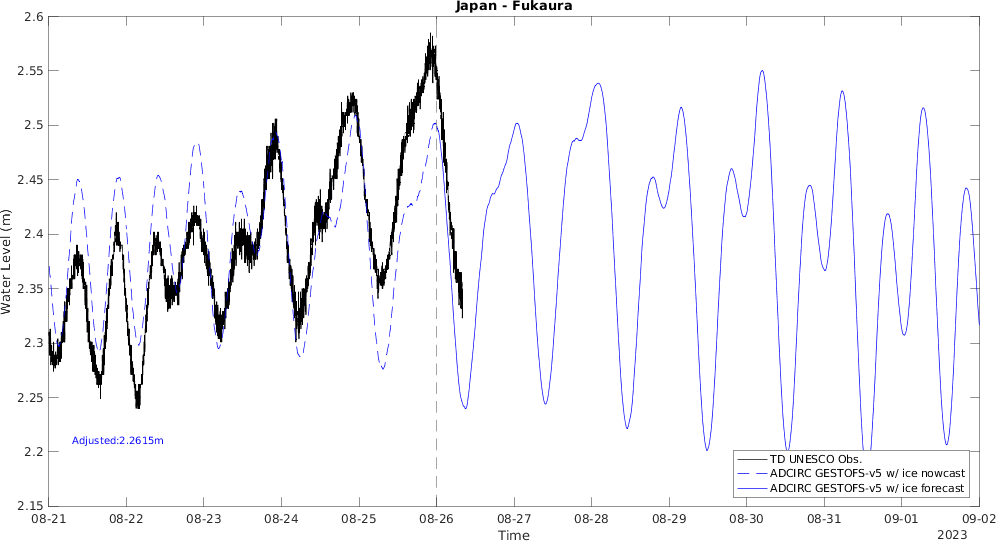 Japan - Fukaura
2.6
2.55
2.5
2.45
2.4
2.35
2.3
2.25
2.2
2.15
Water Level (m)
Adjusted:2.2615m
TD UNESCO Obs.
ADCIRC GESTOFS-v5 w/ ice nowcast
ADCIRC GESTOFS-v5 w/ ice forecast
08-21 08-22 08-23 08-24 08-25 08-26 08-27 08-28 08-29 08-30 08-31 09-01 09-02
Time
2023